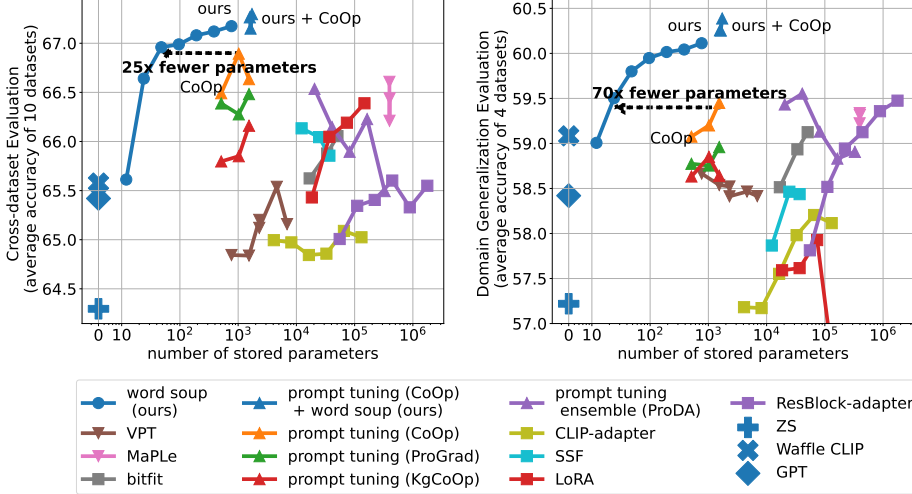 ours
ours + CoOp
25x fewer parameters
CoOp
67.0
66.5
66.0
65.5
65.0
64.5
Cross-dataset Evaluation
(average accuracy of 10 datasets)
0 10 10² 10³ 10⁴ 10⁵ 10⁶
number of stored parameters
ours
ours + CoOp
70x fewer parameters
CoOp
60.5
60.0
59.5
59.0
58.5
58.0
57.5
57.0
Domain Generalization Evaluation
(average accuracy of 4 datasets)
0 10 10² 10³ 10⁴ 10⁵ 10⁶
number of stored parameters
word soup
(ours)
VPT
MaPLe
bitfit
prompt tuning (CoOp)
+ word soup (ours)
prompt tuning (CoOp)
prompt tuning (ProGrad)
prompt tuning (KgCoOp)
prompt tuning
ensemble (ProDA)
CLIP-adapter
SSF
LoRA
ResBlock-adapter
ZS
Waffle CLIP
GPT